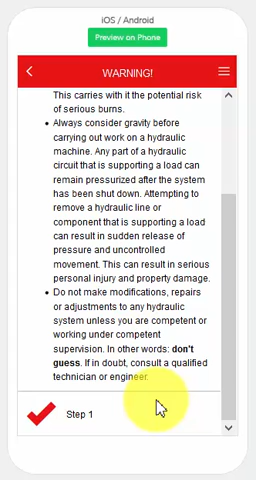 iOS / Android
Preview on Phone
WARNING!
This carries with it the potential risk
of serious burns.
Always consider gravity before
carrying out work on a hydraulic
machine. Any part of a hydraulic
circuit that is supporting a load can
remain pressurized after the system
has been shut down. Attempting to
remove a hydraulic line or
component that is supporting a load
can result in sudden release of
pressure and uncontrolled
movement. This can result in serious
personal injury and property damage.
Do not make modifications, repairs
or adjustments to any hydraulic
system unless you are competent or
working under competent
supervision. In other words: don't
guess. If in doubt, consult a qualified
technician or engineer.
Step 1